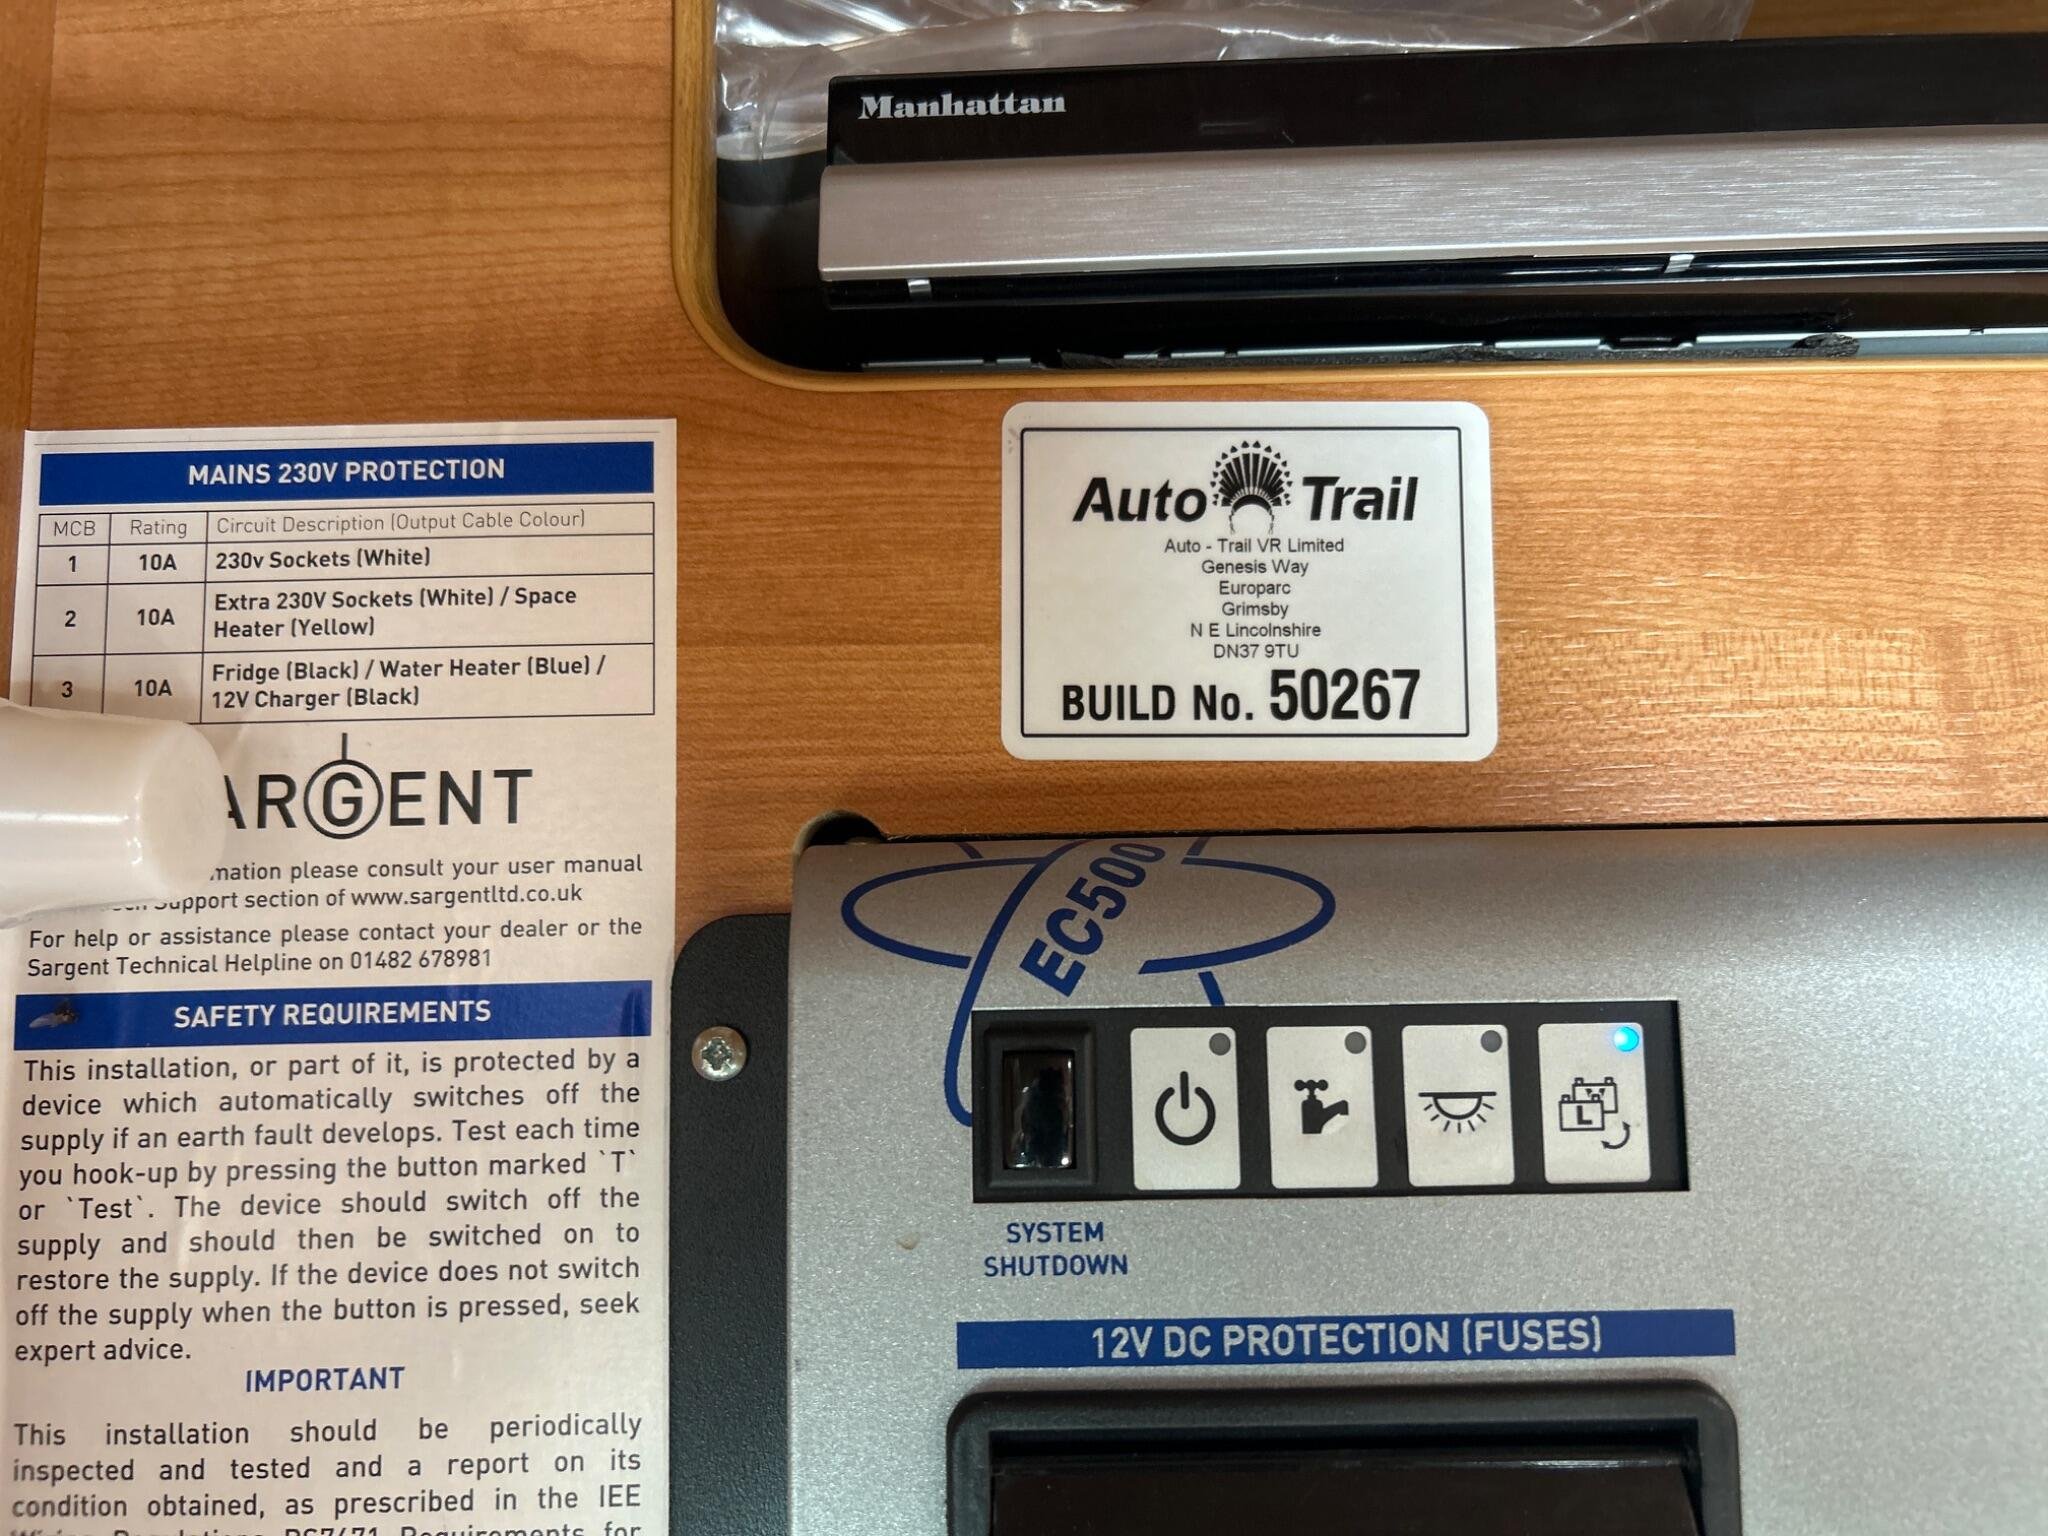 Manhattan
MAINS 230V PROTECTION
MCB Rating Circuit Description (Output Cable Colour)
1 10A 230v Sockets (White)
2 10A Extra 230V Sockets (White) / Space
Heater (Yellow)
3 10A Fridge (Black) / Water Heater (Blue) /
12V Charger (Black)
ARGENT
please consult your user manual
support section of www.sargentltd.co.uk
For help or assistance please contact your dealer or the
Sargent Technical Helpline on 01482 678981
SAFETY REQUIREMENTS
This installation, or part of it, is protected by a
device which automatically switches off the
supply if an earth fault develops. Test each time
you hook-up by pressing the button marked `T`
or `Test`. The device should switch off the
supply and should then be switched on to
restore the supply. If the device does not switch
off the supply when the button is pressed, seek
expert advice.
IMPORTANT
This installation should be periodically
inspected and tested and a report on its
condition obtained, as prescribed in the IEE
Auto Trail
Auto - Trail VR Limited
Genesis Way
Europarc
Grimsby
N E Lincolnshire
DN37 9TU
BUILD No. 50267
EC500
L
SYSTEM
SHUTDOWN
12V DC PROTECTION (FUSES)